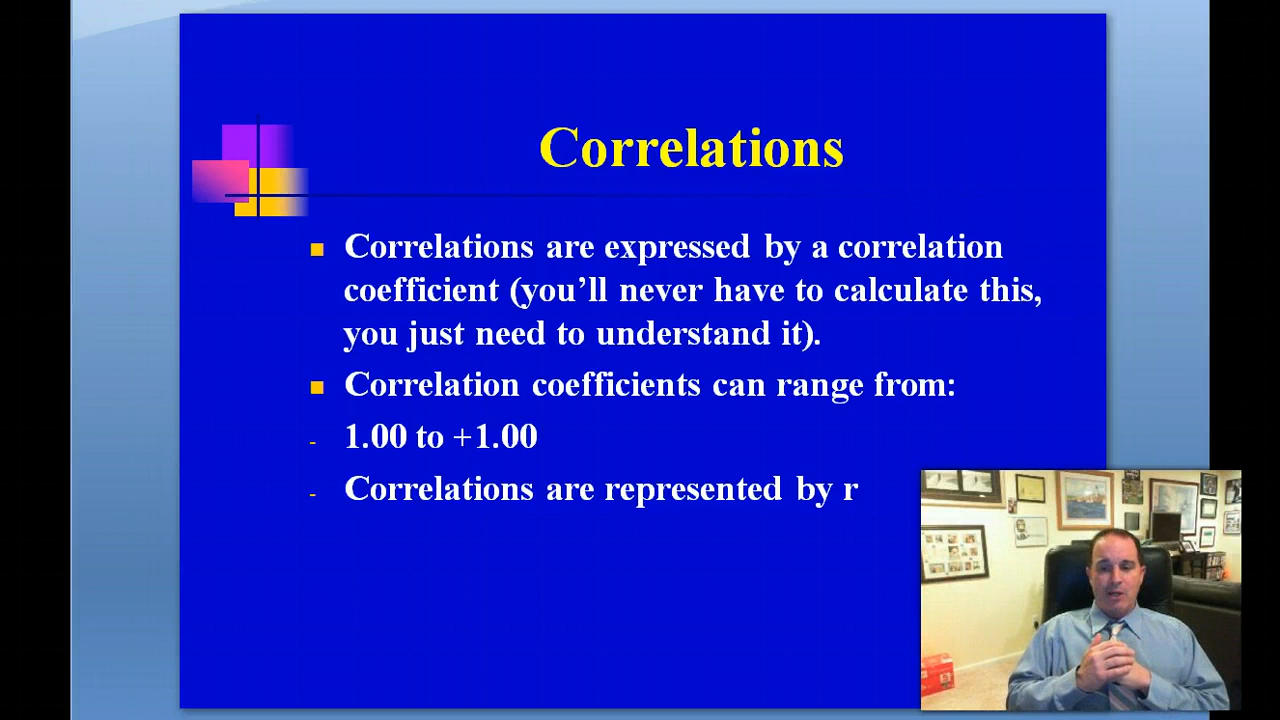 Correlations
Correlations are expressed by a correlation
coefficient (you’ll never have to calculate this,
you just need to understand it).
Correlation coefficients can range from:
- 1.00 to +1.00
- Correlations are represented by r